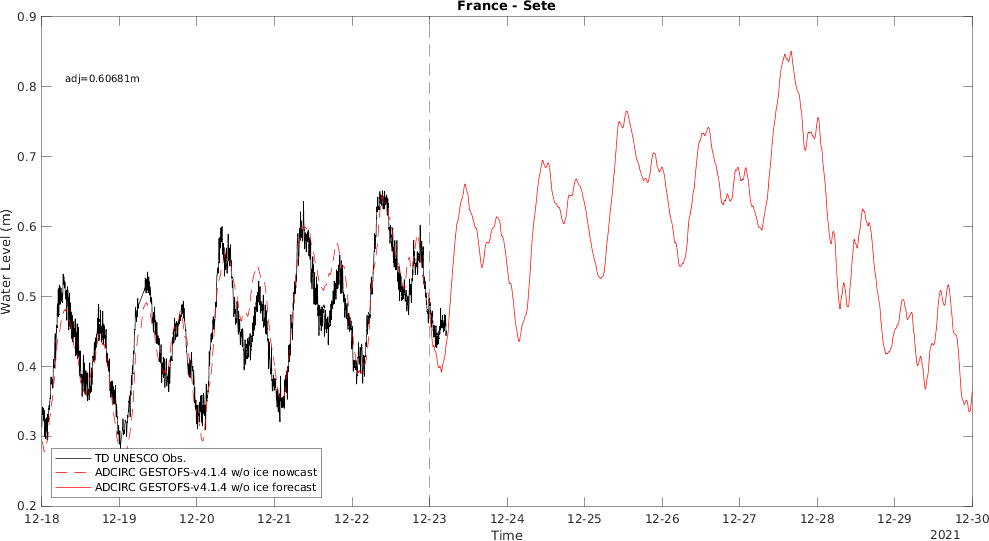 France - Sete
0.9
0.8
0.7
0.6
0.5
0.4
0.3
0.2
Water Level (m)
adj=0.60681m
TD UNESCO Obs.
ADCIRC GESTOFS-v4.1.4 w/o ice nowcast
ADCIRC GESTOFS-v4.1.4 w/o ice forecast
12-18 12-19 12-20 12-21 12-22 12-23 12-24 12-25 12-26 12-27 12-28 12-29 12-30
Time
2021